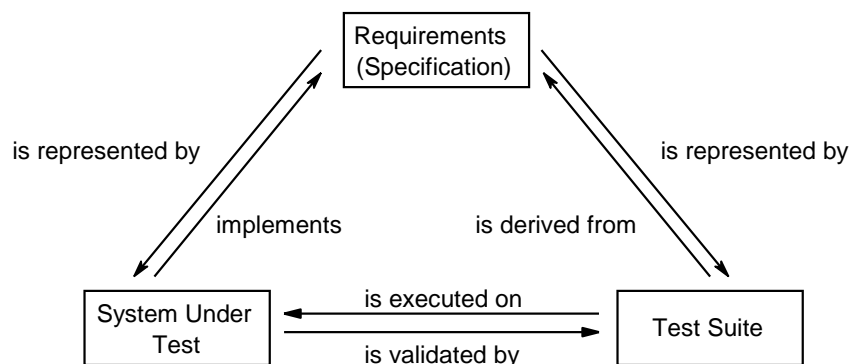 Requirements
(Specification)
is represented by
is represented by
implements
is derived from
System Under
Test
is executed on
is validated by
Test Suite